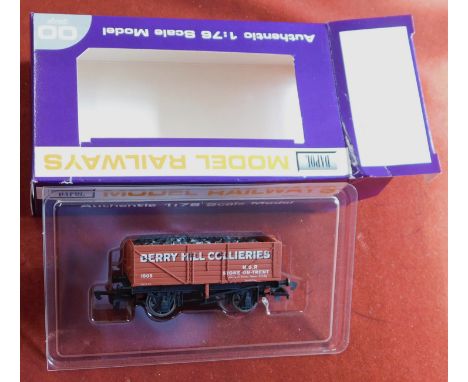 OO
Authentic 1:76 Scale Model
MODEL RAILWAYS
DAPOL
DAPOL
MODEL RAILWAYS
Authentic 1:76 Scale Model
BERRY HILL COLLIERIES
1608
N S R
STOKE-ON-TRENT